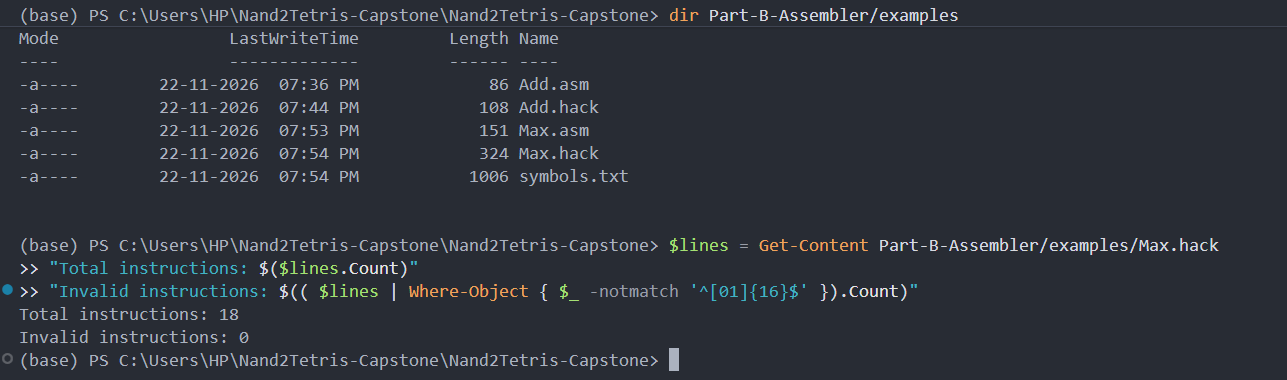 (base) PS C:\Users\HP\Nand2Tetris-Capstone\Nand2Tetris-Capstone> dir Part-B-Assembler/examples
Mode                 LastWriteTime         Length Name
----                 -------------         ------ ----
-a----        22-11-2026  07:36 PM             86 Add.asm
-a----        22-11-2026  07:44 PM            108 Add.hack
-a----        22-11-2026  07:53 PM            151 Max.asm
-a----        22-11-2026  07:54 PM            324 Max.hack
-a----        22-11-2026  07:54 PM           1006 symbols.txt
(base) PS C:\Users\HP\Nand2Tetris-Capstone\Nand2Tetris-Capstone> $lines = Get-Content Part-B-Assembler/examples/Max.hack
>> "Total instructions: $($lines.Count)"
>> "Invalid instructions: $(( $lines | Where-Object { $_ -notmatch '^[01]{16}$' }).Count)"
Total instructions: 18
Invalid instructions: 0
(base) PS C:\Users\HP\Nand2Tetris-Capstone\Nand2Tetris-Capstone>